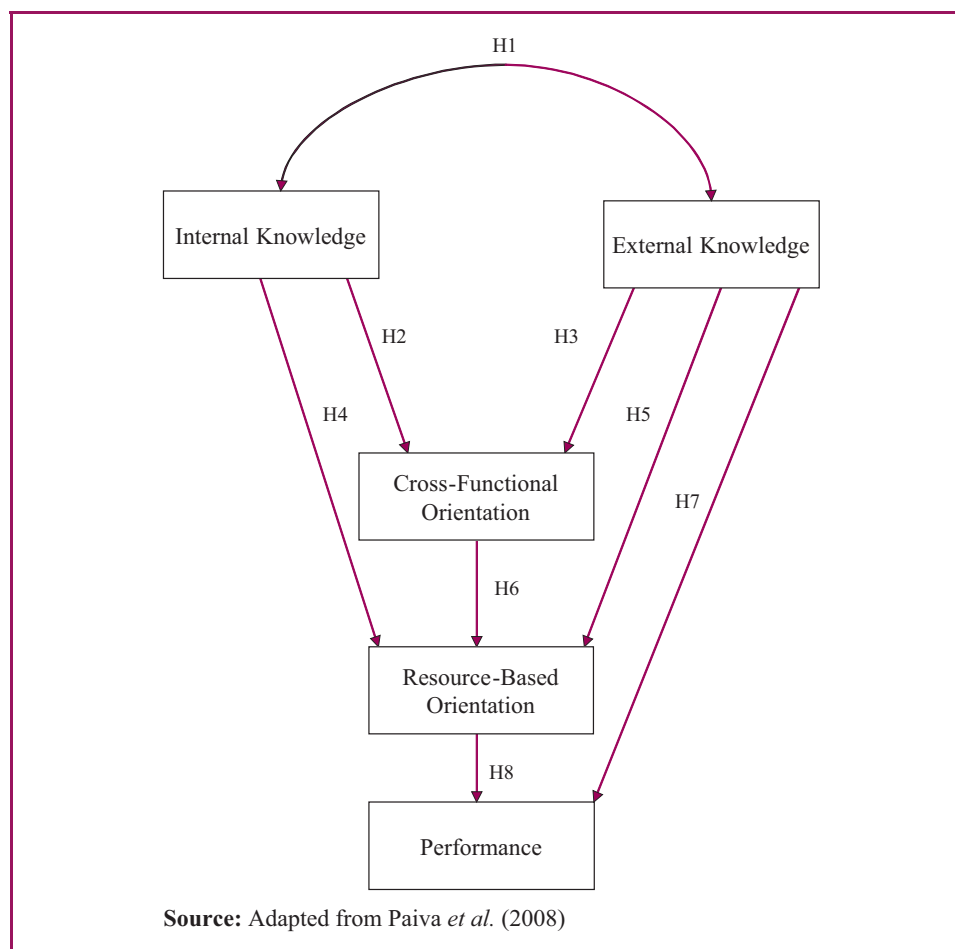 H1
Internal Knowledge
External Knowledge
H2
H3
H4
H5
H7
Cross-Functional
Orientation
H6
Resource-Based
Orientation
H8
Performance
Source: Adapted from Paiva et al. (2008)